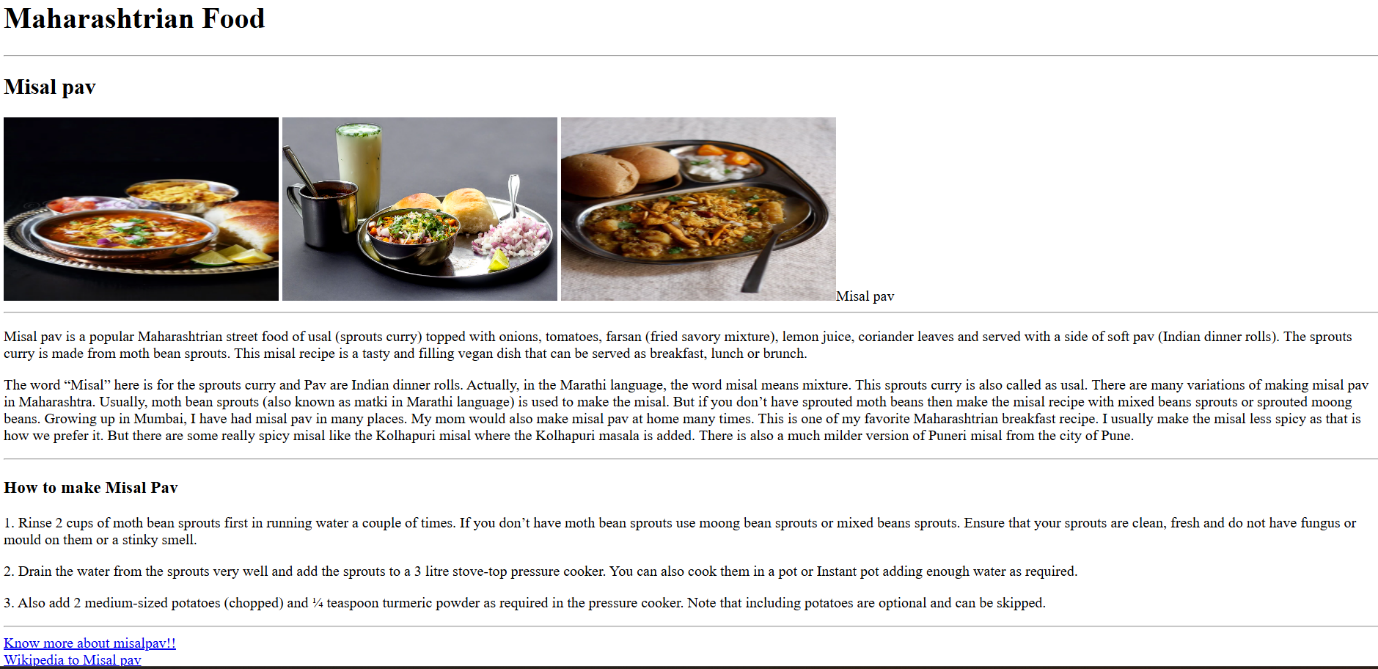 Maharashtrian Food
Misal pav
Misal pav
Misal pav is a popular Maharashtrian street food of usal (sprouts curry) topped with onions, tomatoes, farsan (fried savory mixture), lemon juice, coriander leaves and served with a side of soft pav (Indian dinner rolls). The sprouts
curry is made from moth bean sprouts. This misal recipe is a tasty and filling vegan dish that can be served as breakfast, lunch or brunch.
The word “Misal” here is for the sprouts curry and Pav are Indian dinner rolls. Actually, in the Marathi language, the word misal means mixture. This sprouts curry is also called as usal. There are many variations of making misal pav
in Maharashtra. Usually, moth bean sprouts (also known as matki in Marathi language) is used to make the misal. But if you don’t have sprouted moth beans then make the misal recipe with mixed beans sprouts or sprouted moong
beans. Growing up in Mumbai, I have had misal pav in many places. My mom would also make misal pav at home many times. This is one of my favorite Maharashtrian breakfast recipe. I usually make the misal less spicy as that is
how we prefer it. But there are some really spicy misal like the Kolhapuri misal where the Kolhapuri masala is added. There is also a much milder version of Puneri misal from the city of Pune.
How to make Misal Pav
1. Rinse 2 cups of moth bean sprouts first in running water a couple of times. If you don’t have moth bean sprouts use moong bean sprouts or mixed beans sprouts. Ensure that your sprouts are clean, fresh and do not have fungus or
mould on them or a stinky smell.
2. Drain the water from the sprouts very well and add the sprouts to a 3 litre stove-top pressure cooker. You can also cook them in a pot or Instant pot adding enough water as required.
3. Also add 2 medium-sized potatoes (chopped) and ¼ teaspoon turmeric powder as required in the pressure cooker. Note that including potatoes are optional and can be skipped.
Know more about misalpav!!
Wikipedia to Misal pav